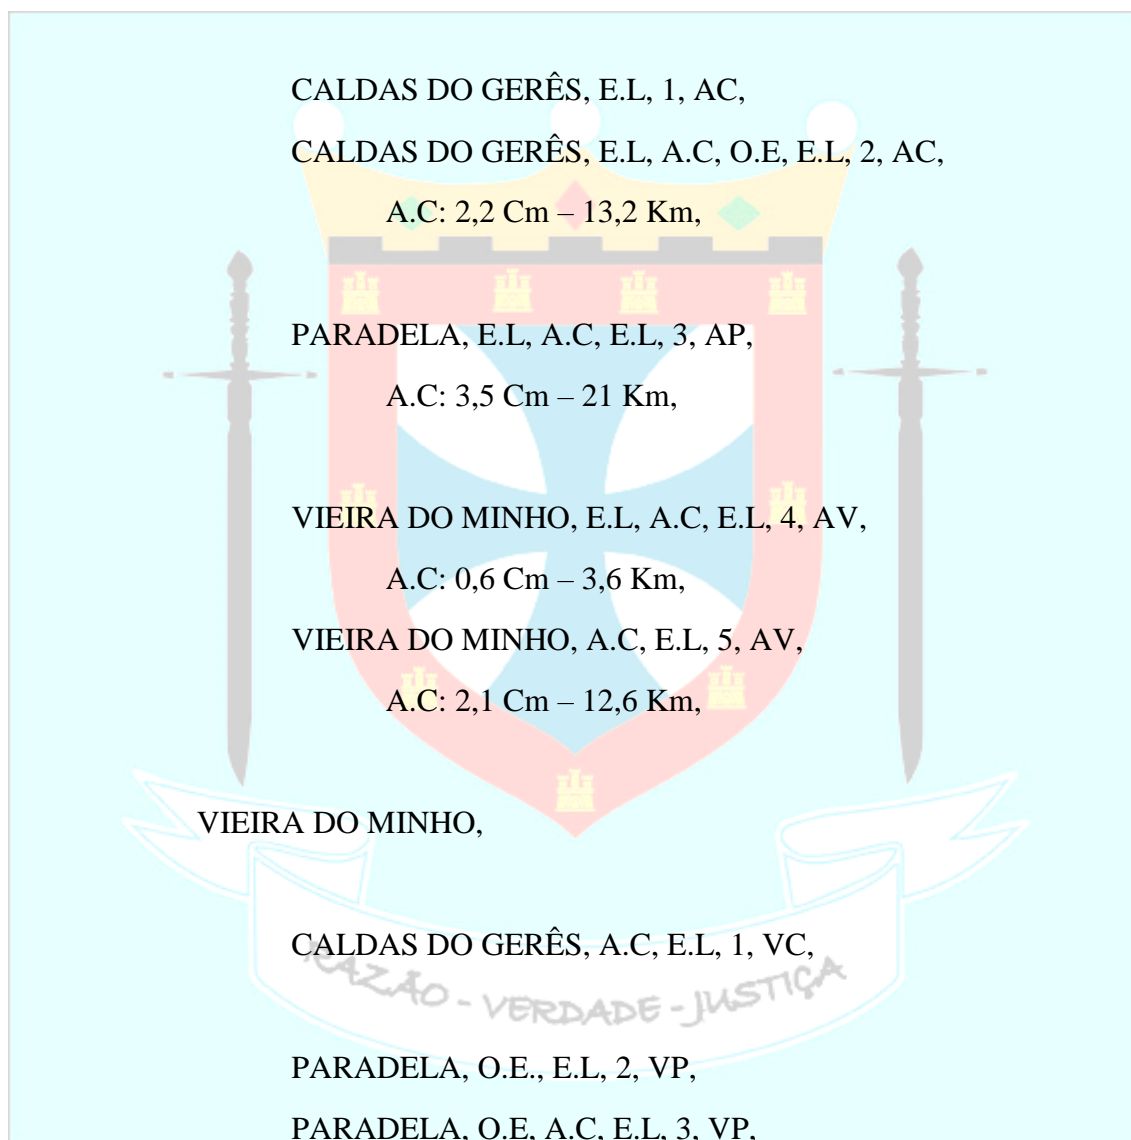 CALDAS DO GERÊS, E.L, 1, AC,
CALDAS DO GERÊS, E.L, A.C, O.E, E.L, 2, AC,
A.C: 2,2 Cm – 13,2 Km,
PARADELA, E.L, A.C, E.L, 3, AP,
A.C: 3,5 Cm – 21 Km,
VIEIRA DO MINHO, E.L, A.C, E.L, 4, AV,
A.C: 0,6 Cm – 3,6 Km,
VIEIRA DO MINHO, A.C, E.L, 5, AV,
A.C: 2,1 Cm – 12,6 Km,
VIEIRA DO MINHO,
CALDAS DO GERÊS, A.C, E.L, 1, VC,
RAZÃO - VERDADE - JUSTIÇA
PARADELA, O.E., E.L, 2, VP,
PARADELA, O.E, A.C, E.L, 3, VP,